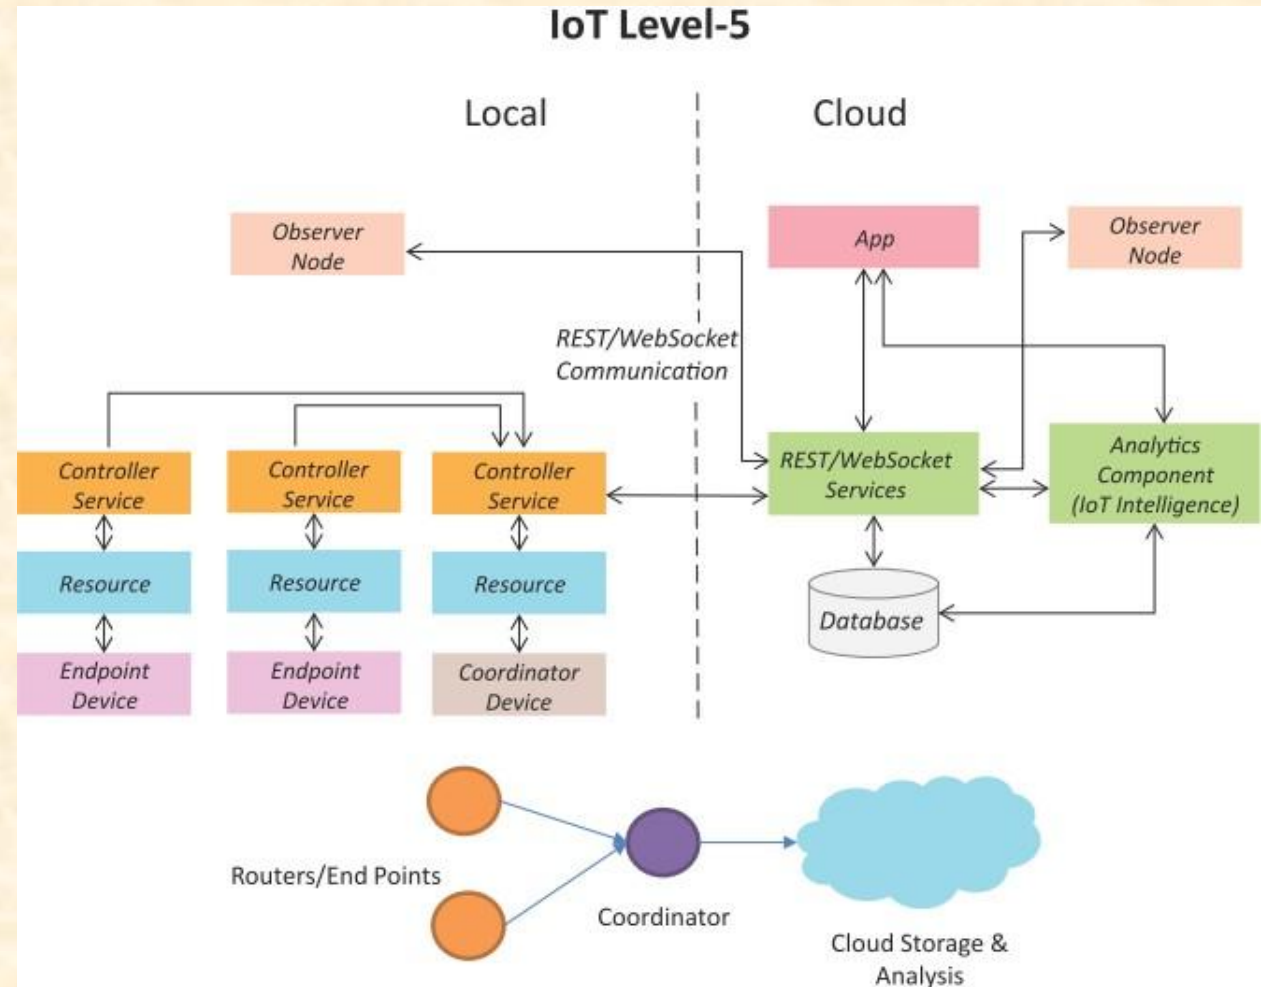 IoT Level-5
Local
Cloud
Observer
Node
App
Observer
Node
REST/WebSocket
Communication
Controller
Service
Controller
Service
Controller
Service
REST/WebSocket
Services
Analytics
Component
(IoT Intelligence)
Resource
Resource
Resource
Database
Endpoint
Device
Endpoint
Device
Coordinator
Device
Routers/End Points
Coordinator
Cloud Storage &
Analysis